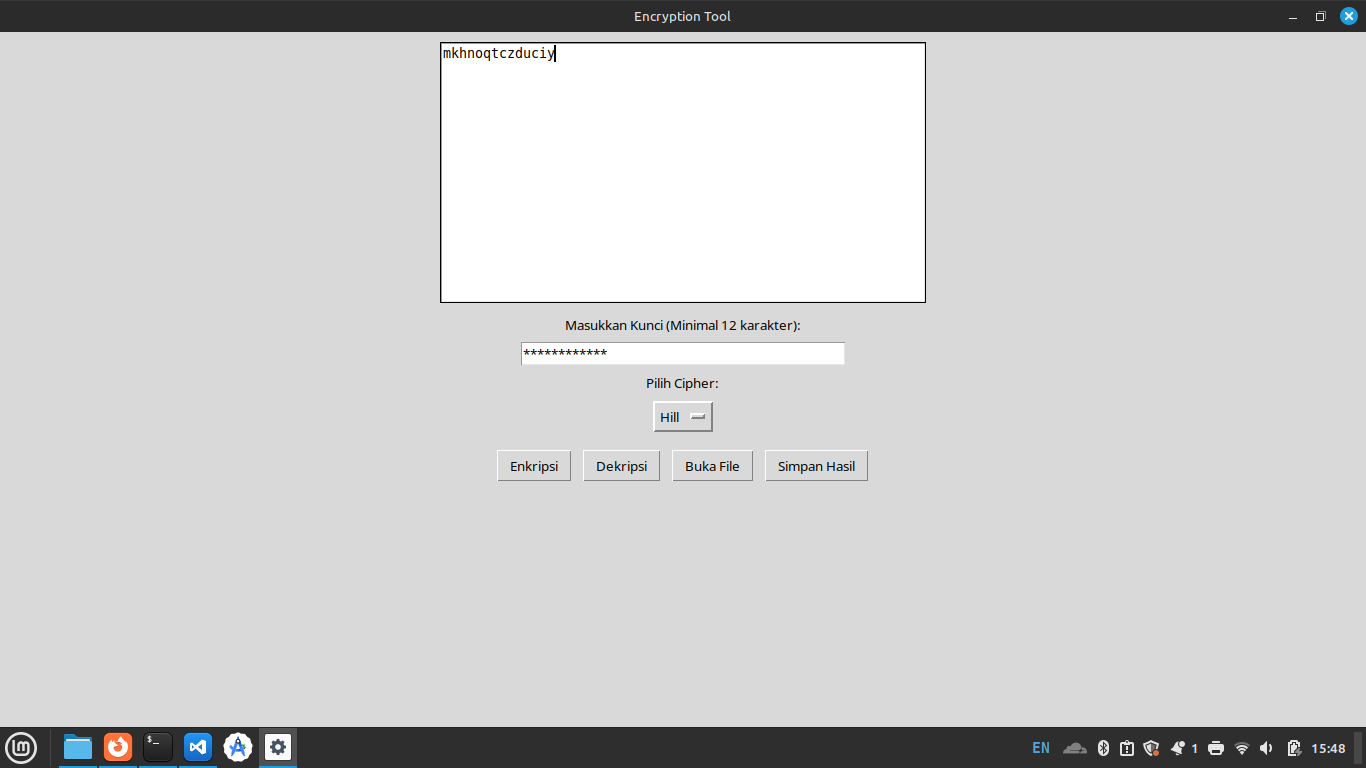 Encryption Tool
mkhnoqtczduciy
Masukkan Kunci (Minimal 12 karakter):
************
Pilih Cipher:
Hill
Enkripsi Dekripsi Buka File Simpan Hasil
EN 1 15:48